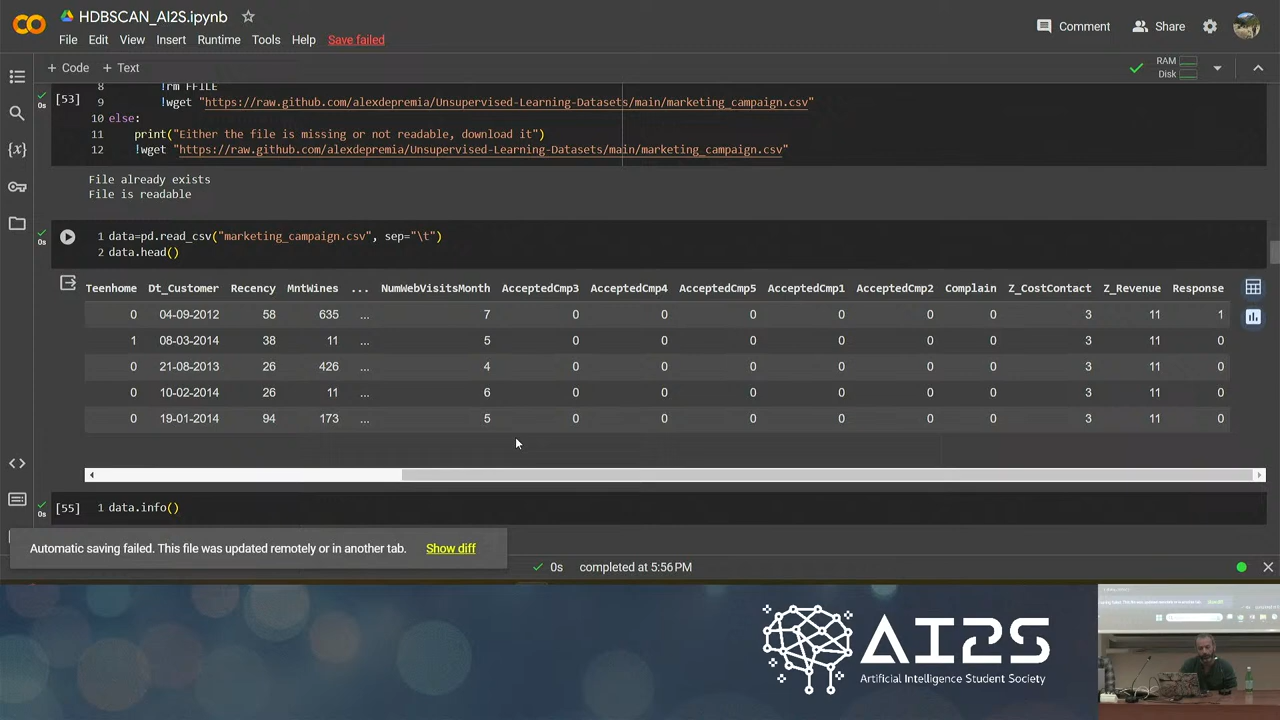 HDBSCAN_AI2S.ipynb
File Edit View Insert Runtime Tools Help Save failed
Comment Share
+ Code + Text
RAM
Disk
[53]
0s
8 !rm FFILE
9 !wget "https://raw.github.com/alexdepremia/Unsupervised-Learning-Datasets/main/marketing_campaign.csv"
10 else:
11 print("Either the file is missing or not readable, download it")
12 !wget "https://raw.github.com/alexdepremia/Unsupervised-Learning-Datasets/main/marketing_campaign.csv"
File already exists
File is readable
0s
1 data=pd.read_csv("marketing_campaign.csv", sep="\t")
2 data.head()
Teenhome Dt_Customer Recency MntWines ... NumWebVisitsMonth AcceptedCmp3 AcceptedCmp4 AcceptedCmp5 AcceptedCmp1 AcceptedCmp2 Complain Z_CostContact Z_Revenue Response
0 04-09-2012 58 635 ... 7 0 0 0 0 0 0 3 11 1
1 08-03-2014 38 11 ... 5 0 0 0 0 0 0 3 11 0
0 21-08-2013 26 426 ... 4 0 0 0 0 0 0 3 11 0
0 10-02-2014 26 11 ... 6 0 0 0 0 0 0 3 11 0
0 19-01-2014 94 173 ... 5 0 0 0 0 0 0 3 11 0
[55] 1 data.info()
0s
Automatic saving failed. This file was updated remotely or in another tab. Show diff
0s completed at 5:56 PM
AI2S
Artificial Intelligence Student Society